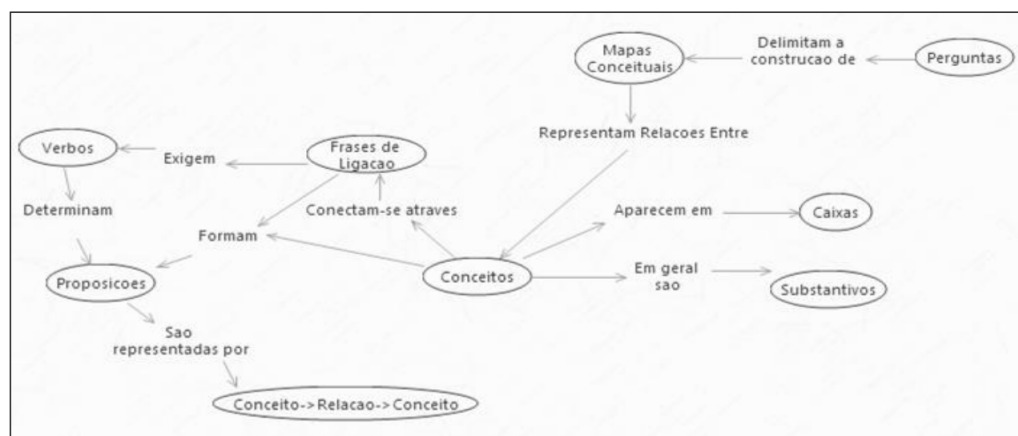 Mapas
Conceituais
Delimitam a
construcao de
Perguntas
Representam Relacoes Entre
Verbos
Exigem
Frases de
Ligacao
Determinam
Conectam-se atraves
Aparecem em
Caixas
Formam
Proposicoes
Conceitos
Em geral
sao
Substantivos
Sao
representadas por
Conceito->Relacao->Conceito